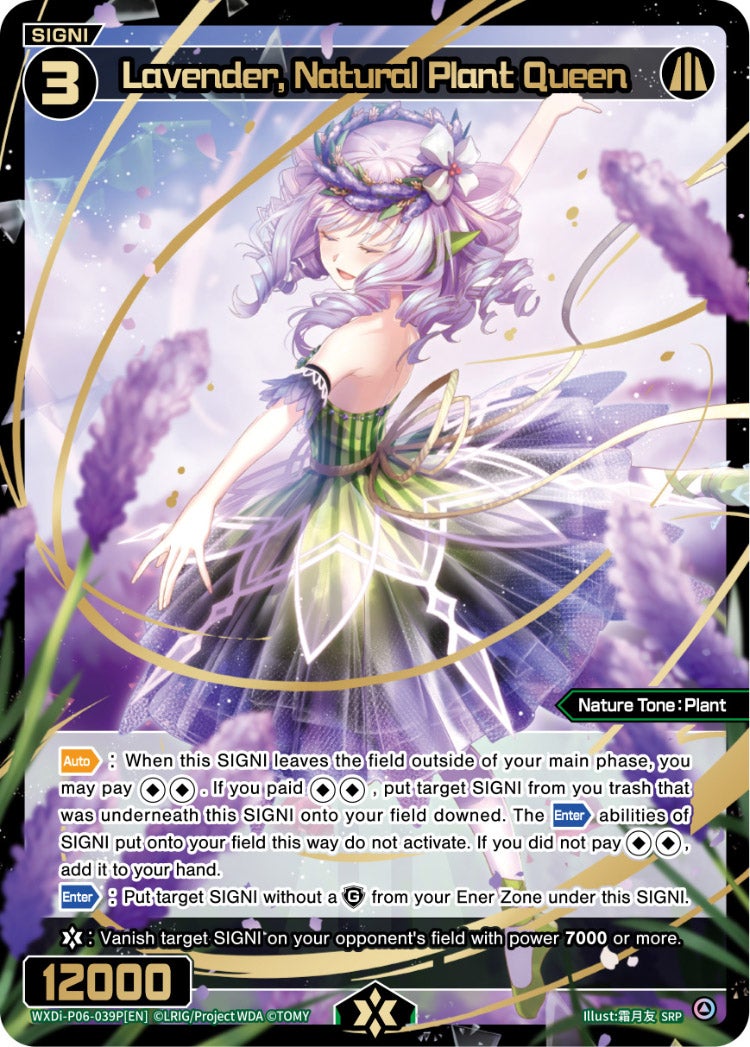 SIGNI
3
Lavender, Natural Plant Queen
Nature Tone:Plant
Auto : When this SIGNI leaves the field outside of your main phase, you
may pay . If you paid , put target SIGNI from you trash that
was underneath this SIGNI onto your field downed. The Enter abilities of
SIGNI put onto your field this way do not activate. If you did not pay ,
add it to your hand.
Enter : Put target SIGNI without a G from your Ener Zone under this SIGNI.
: Vanish target SIGNI on your opponent's field with power 7000 or more.
12000
WXDi-P06-039P[EN] ©LRIG/Project WDA ©TOMY
Illust:霜月友 SRP